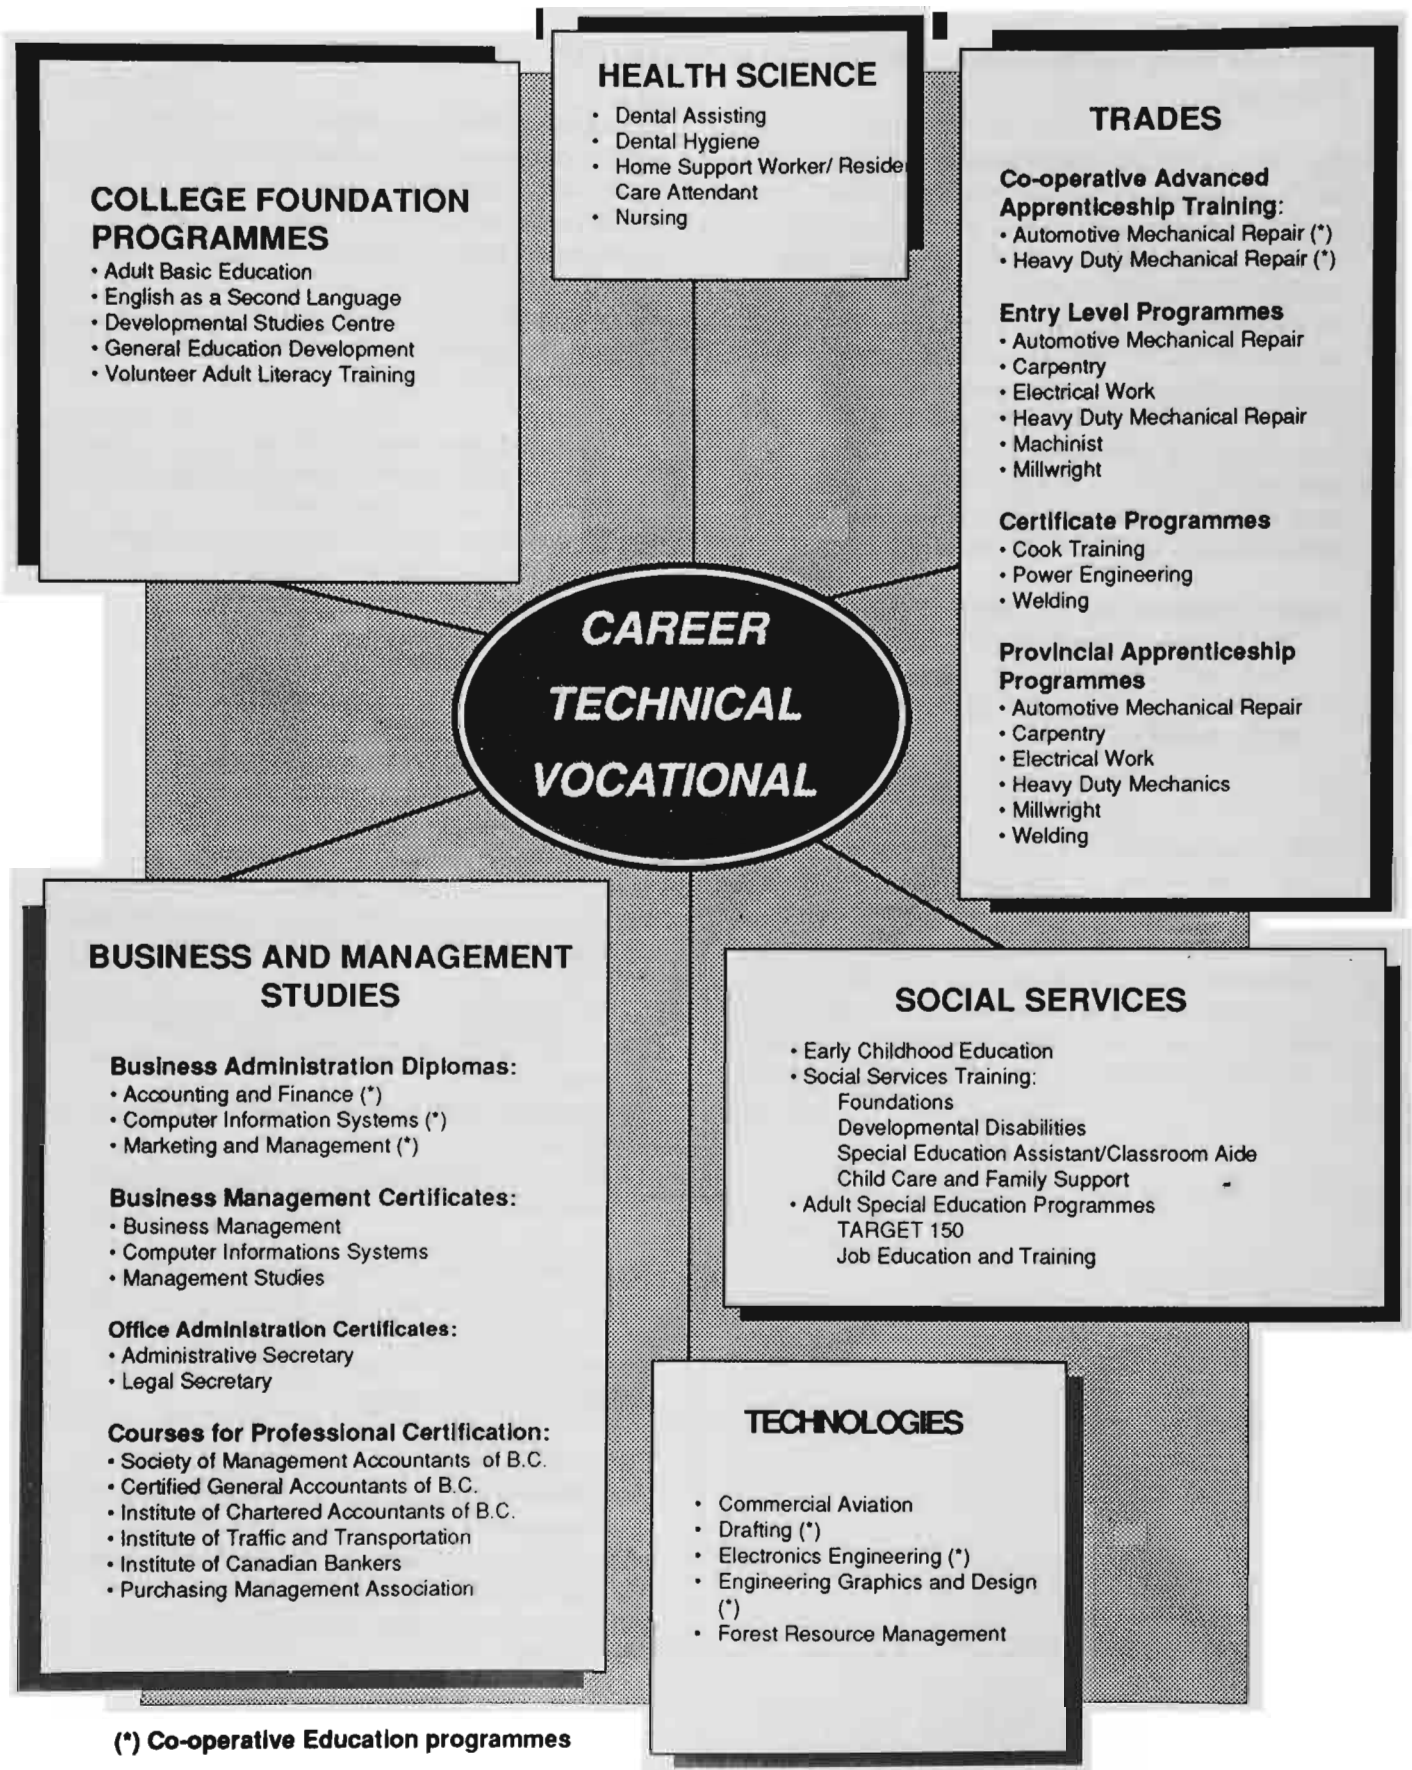 HEALTH SCIENCE
• Dental Assisting
• Dental Hygiene
• Home Support Worker/ Reside
Care Attendant
• Nursing
COLLEGE FOUNDATION
PROGRAMMES
• Adult Basic Education
• English as a Second Language
• Developmental Studies Centre
• General Education Development
• Volunteer Adult Literacy Training
TRADES
Co-operative Advanced
Apprenticeship Training:
• Automotive Mechanical Repair (*)
• Heavy Duty Mechanical Repair (*)
Entry Level Programmes
• Automotive Mechanical Repair
• Carpentry
• Electrical Work
• Heavy Duty Mechanical Repair
• Machinist
• Millwright
Certificate Programmes
• Cook Training
• Power Engineering
• Welding
Provincial Apprenticeship
Programmes
• Automotive Mechanical Repair
• Carpentry
• Electrical Work
• Heavy Duty Mechanics
• Millwright
• Welding
CAREER
TECHNICAL
VOCATIONAL
BUSINESS AND MANAGEMENT
STUDIES
Business Administration Diplomas:
• Accounting and Finance (*)
• Computer Information Systems (*)
• Marketing and Management (*)
Business Management Certificates:
• Business Management
• Computer Informations Systems
• Management Studies
Office Administration Certificates:
• Administrative Secretary
• Legal Secretary
Courses for Professional Certification:
• Society of Management Accountants of B.C.
• Certified General Accountants of B.C.
• Institute of Chartered Accountants of B.C.
• Institute of Traffic and Transportation
• Institute of Canadian Bankers
• Purchasing Management Association
SOCIAL SERVICES
• Early Childhood Education
• Social Services Training:
Foundations
Developmental Disabilities
Special Education Assistant/Classroom Aide
Child Care and Family Support
• Adult Special Education Programmes
TARGET 150
Job Education and Training
TECHNOLOGIES
• Commercial Aviation
• Drafting (*)
• Electronics Engineering (*)
• Engineering Graphics and Design
(*)
• Forest Resource Management
(*) Co-operative Education programmes